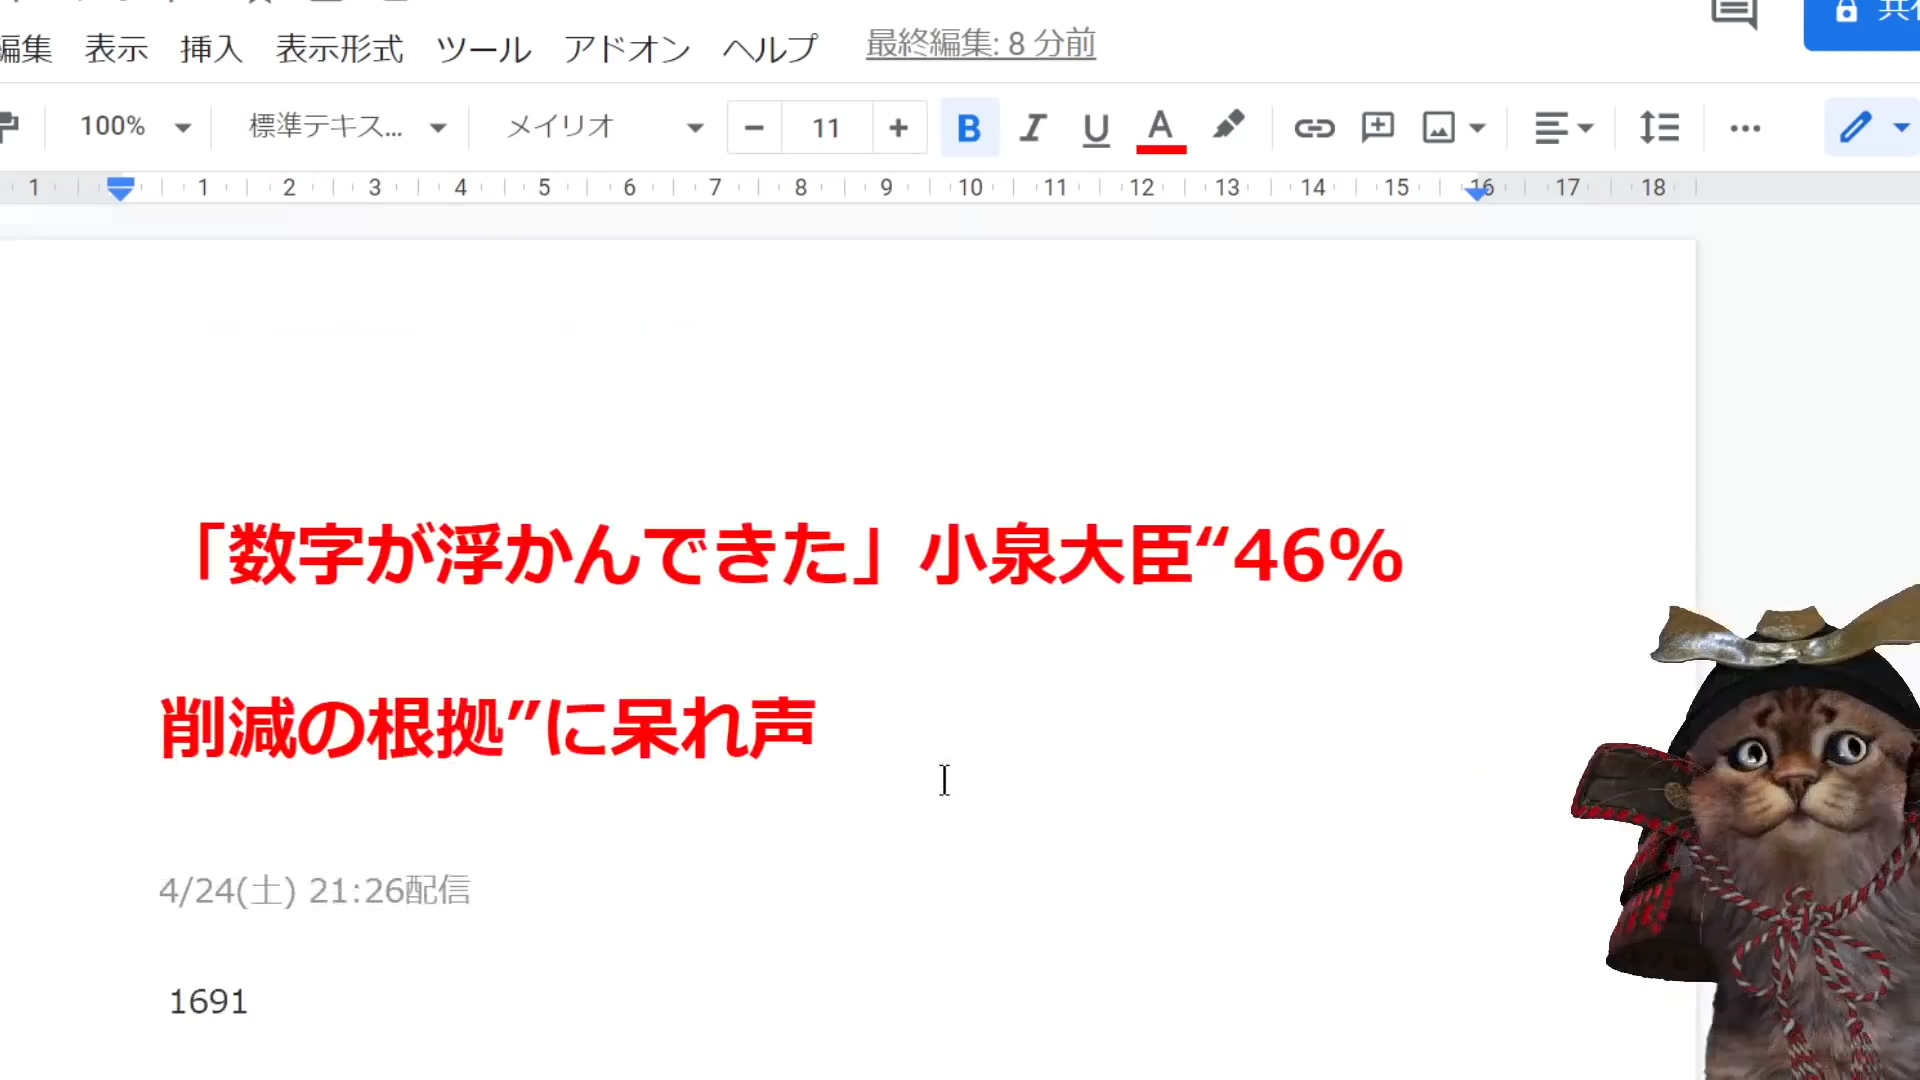 編集 表示 挿入 表示形式 ツール アドオン ヘルプ 最終編集: 8 分前
100% 標準テキス... メイリオ 11 B I U A
1 1 2 3 4 5 6 7 8 9 10 11 12 13 14 15 16 17 18
「数字が浮かんできた」小泉大臣“46%
削減の根拠”に呆れ声
4/24(土) 21:26配信
1691